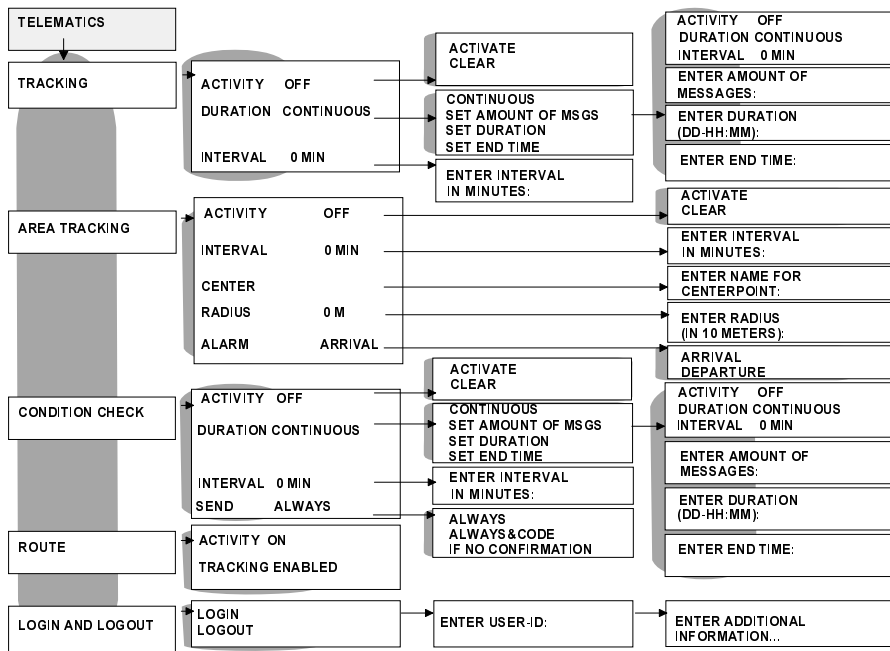 TELEMATICS
TRACKING
ACTIVITY OFF
DURATION CONTINUOUS
INTERVAL 0 MIN
ACTIVATE
CLEAR
CONTINUOUS
SET AMOUNT OF MSGS
SET DURATION
SET END TIME
ENTER INTERVAL
IN MINUTES:
ACTIVITY OFF
DURATION CONTINUOUS
INTERVAL 0 MIN
ENTER AMOUNT OF
MESSAGES:
ENTER DURATION
(DD-HH:MM):
ENTER END TIME:
AREA TRACKING
ACTIVITY OFF
INTERVAL 0 MIN
CENTER
RADIUS 0 M
ALARM ARRIVAL
ACTIVATE
CLEAR
ENTER INTERVAL
IN MINUTES:
ENTER NAME FOR
CENTERPOINT:
ENTER RADIUS
(IN 10 METERS):
ARRIVAL
DEPARTURE
CONDITION CHECK
ACTIVITY OFF
DURATION CONTINUOUS
INTERVAL 0 MIN
SEND ALWAYS
ACTIVATE
CLEAR
CONTINUOUS
SET AMOUNT OF MSGS
SET DURATION
SET END TIME
ENTER INTERVAL
IN MINUTES:
ALWAYS
ALWAYS&CODE
IF NO CONFIRMATION
ACTIVITY OFF
DURATION CONTINUOUS
INTERVAL 0 MIN
ENTER AMOUNT OF
MESSAGES:
ENTER DURATION
(DD-HH:MM):
ENTER END TIME:
ROUTE
ACTIVITY ON
TRACKING ENABLED
LOGIN AND LOGOUT
LOGIN
LOGOUT
ENTER USER-ID:
ENTER ADDITIONAL
INFORMATION...